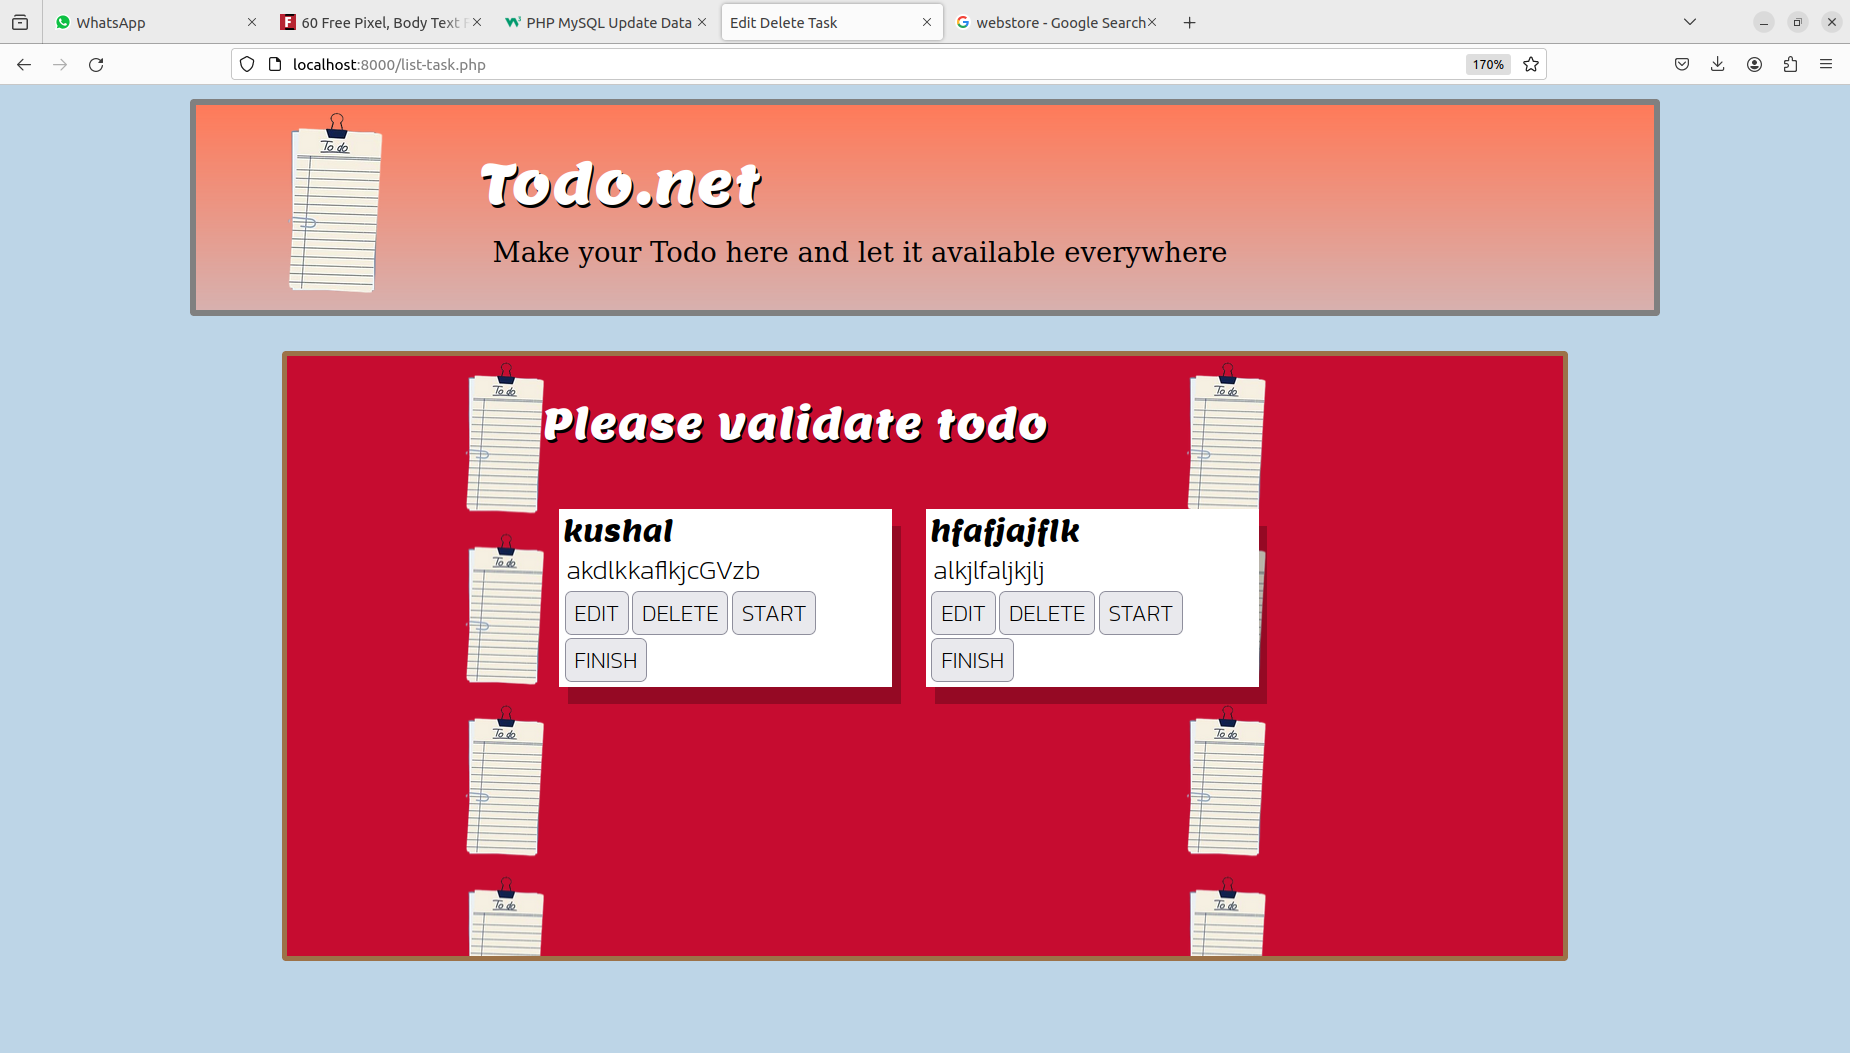 WhatsApp
60 Free Pixel, Body Text F
PHP MySQL Update Data
Edit Delete Task
webstore - Google Search
localhost:8000/list-task.php
170%
To do
Todo.net
Make your Todo here and let it available everywhere
To do
To do
Please validate todo
kushal
hfafjajflk
akdlkkaflkjcGVzb
alkjlfaljkjlj
To do
EDIT DELETE START
EDIT DELETE START
FINISH
FINISH
To do
To do
To do
To do